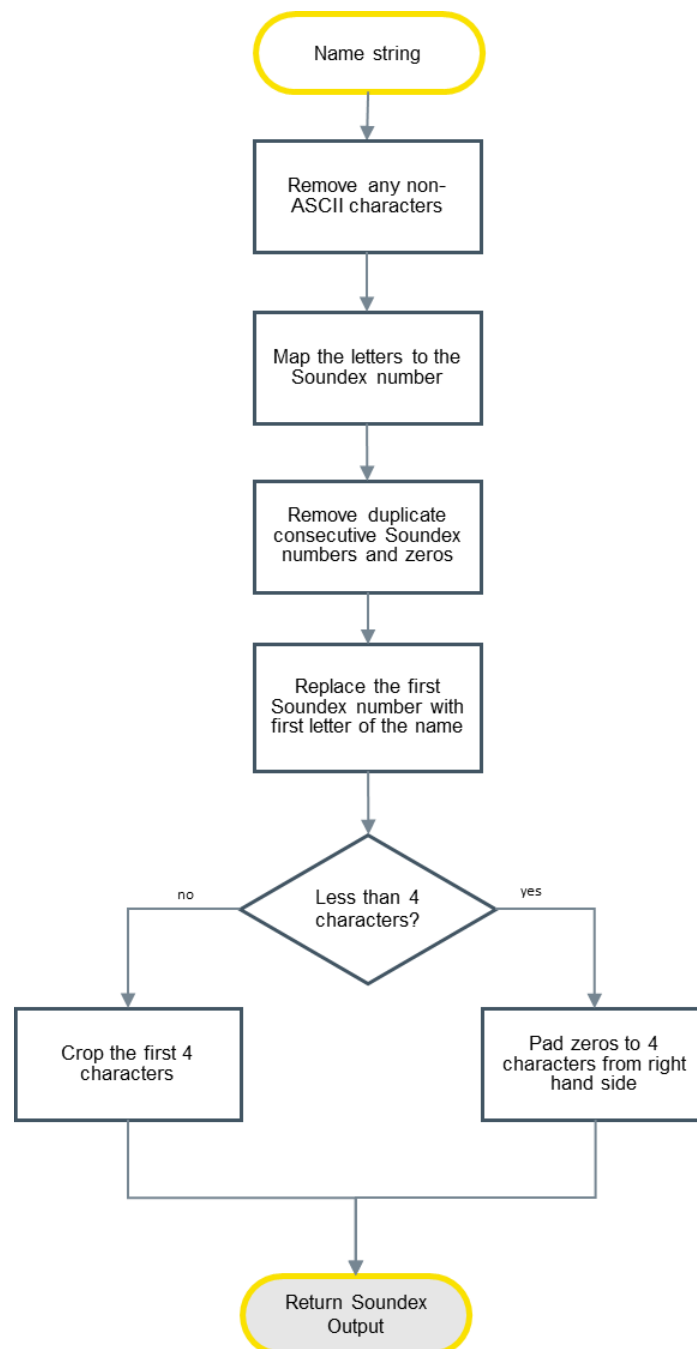 Name string
Remove any non-
ASCII characters
Map the letters to the
Soundex number
Remove duplicate
consecutive Soundex
numbers and zeros
Replace the first
Soundex number with
first letter of the name
Less than 4
characters?
no
yes
Crop the first 4
characters
Pad zeros to 4
characters from right
hand side
Return Soundex
Output